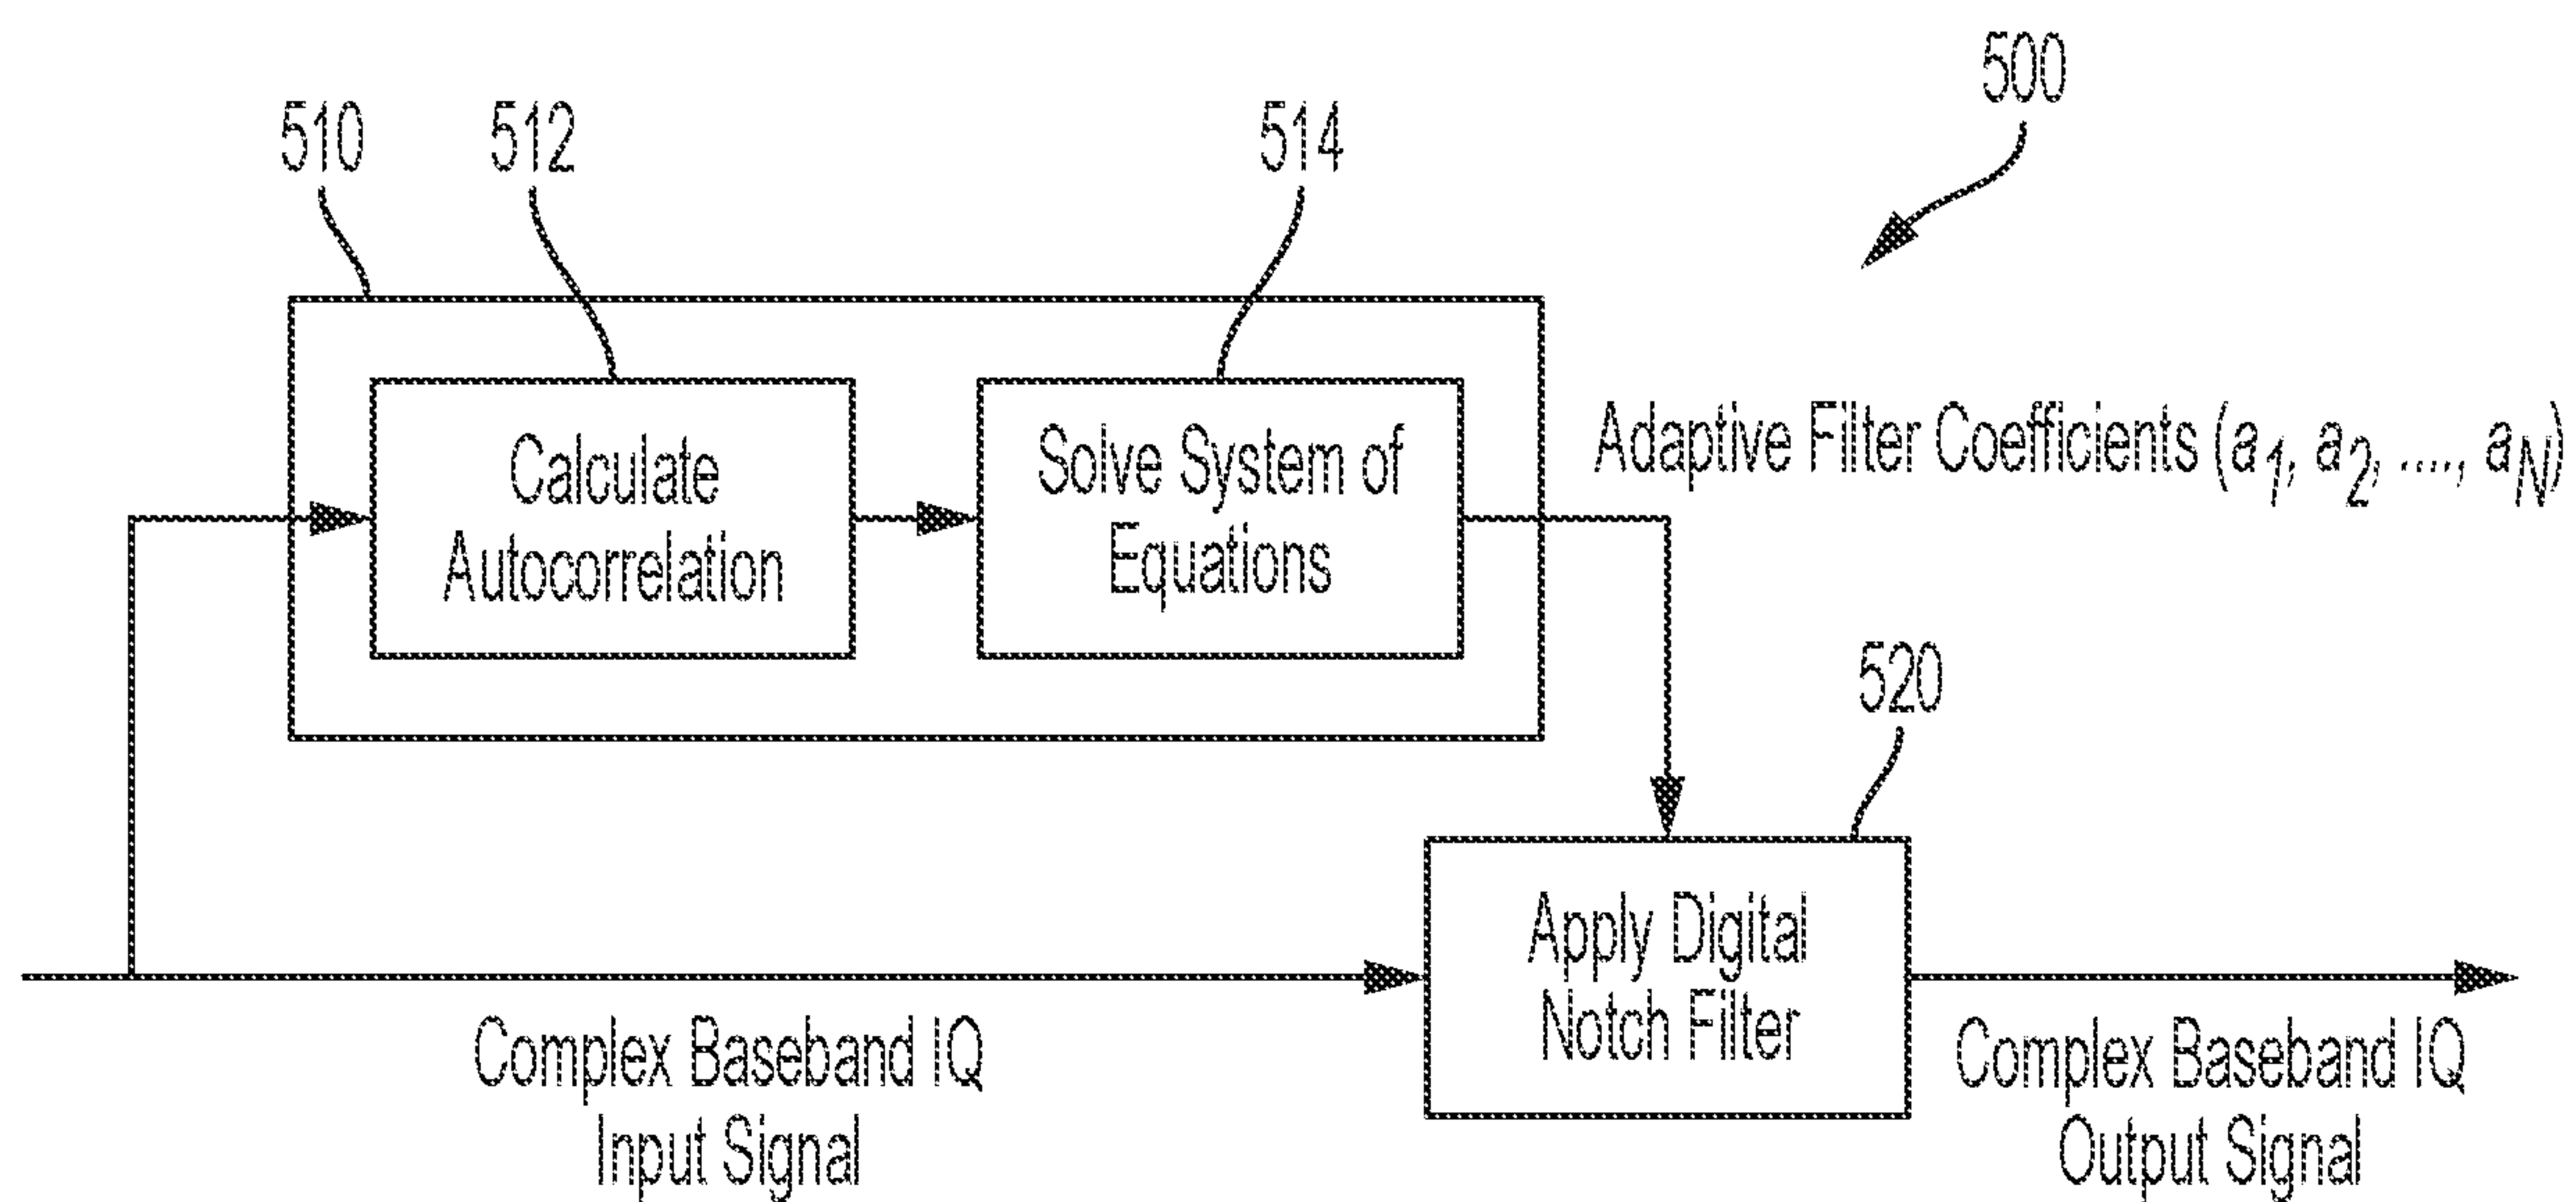 500
510
512
514
Calculate
Autocorrelation
Solve System of
Equations
Adaptive Filter Coefficients (a1, a2, ...., aN)
520
Apply Digital
Notch Filter
Complex Baseband IQ
Input Signal
Complex Baseband IQ
Output Signal